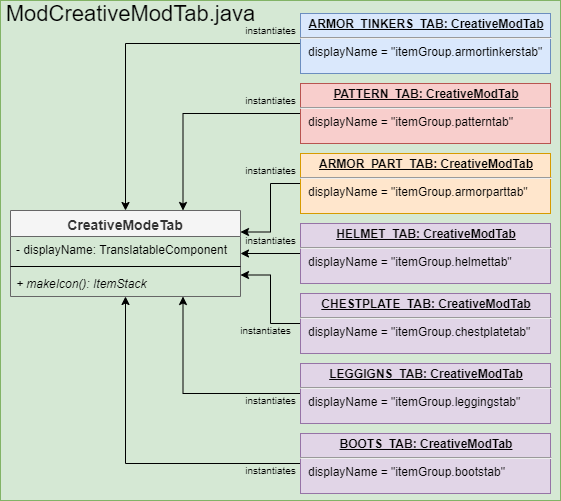 ModCreativeModTab.java
instantiates
ARMOR_TINKERS_TAB: CreativeModTab
displayName = "itemGroup.armortinkerstab"
instantiates
PATTERN_TAB: CreativeModTab
displayName = "itemGroup.patterntab"
instantiates
ARMOR_PART_TAB: CreativeModTab
displayName = "itemGroup.armorparttab"
CreativeModeTab
- displayName: TranslatableComponent
+ makeIcon(): ItemStack
instantiates
HELMET_TAB: CreativeModTab
displayName = "itemGroup.helmettab"
CHESTPLATE_TAB: CreativeModTab
displayName = "itemGroup.chestplatetab"
instantiates
LEGGIGNS_TAB: CreativeModTab
displayName = "itemGroup.leggingstab"
instantiates
BOOTS_TAB: CreativeModTab
displayName = "itemGroup.bootstab"
instantiates